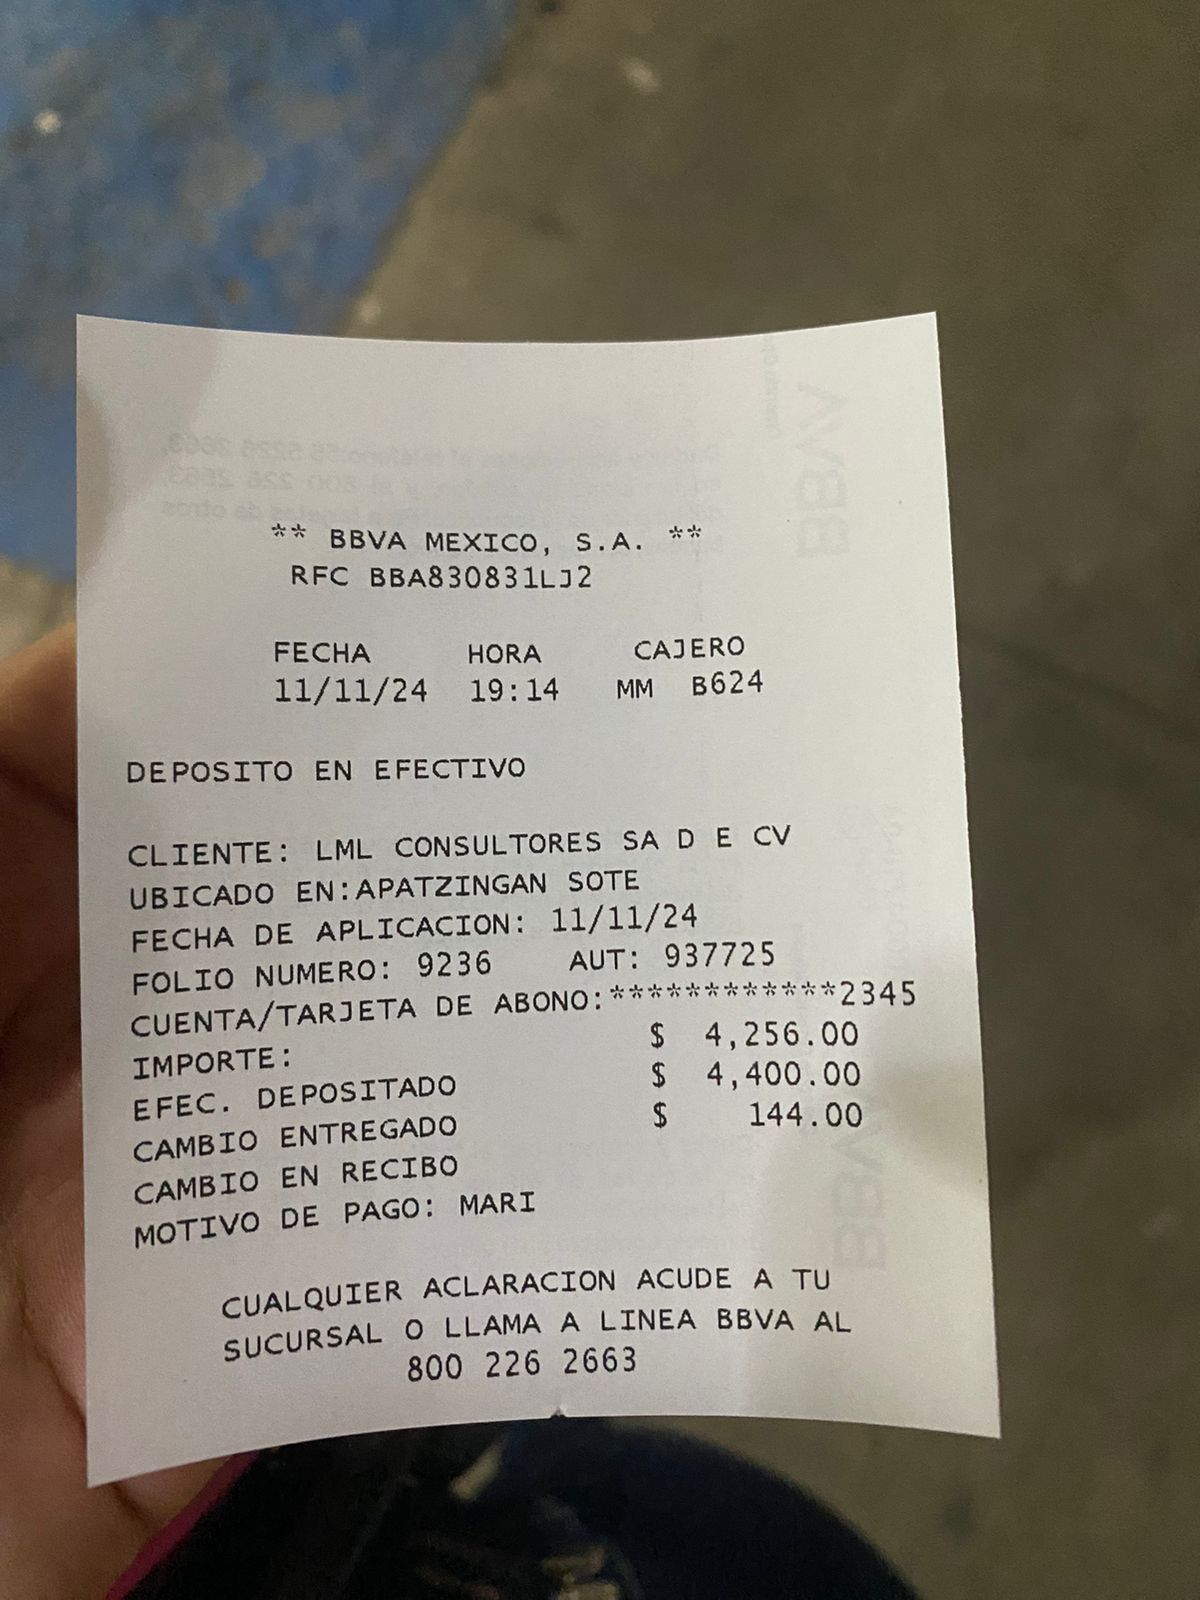 ** BBVA MEXICO, S.A. **
RFC BBA830831LJ2
FECHA HORA CAJERO
11/11/24 19:14 MM B624
DEPOSITO EN EFECTIVO
CLIENTE: LML CONSULTORES SA D E CV
UBICADO EN:APATZINGAN SOTE
FECHA DE APLICACION: 11/11/24
FOLIO NUMERO: 9236 AUT: 937725
CUENTA/TARJETA DE ABONO:************2345
IMPORTE: $ 4,256.00
EFEC. DEPOSITADO $ 4,400.00
CAMBIO ENTREGADO $ 144.00
CAMBIO EN RECIBO
MOTIVO DE PAGO: MARI
CUALQUIER ACLARACION ACUDE A TU
SUCURSAL O LLAMA A LINEA BBVA AL
800 226 2663
BBVA
BBVA